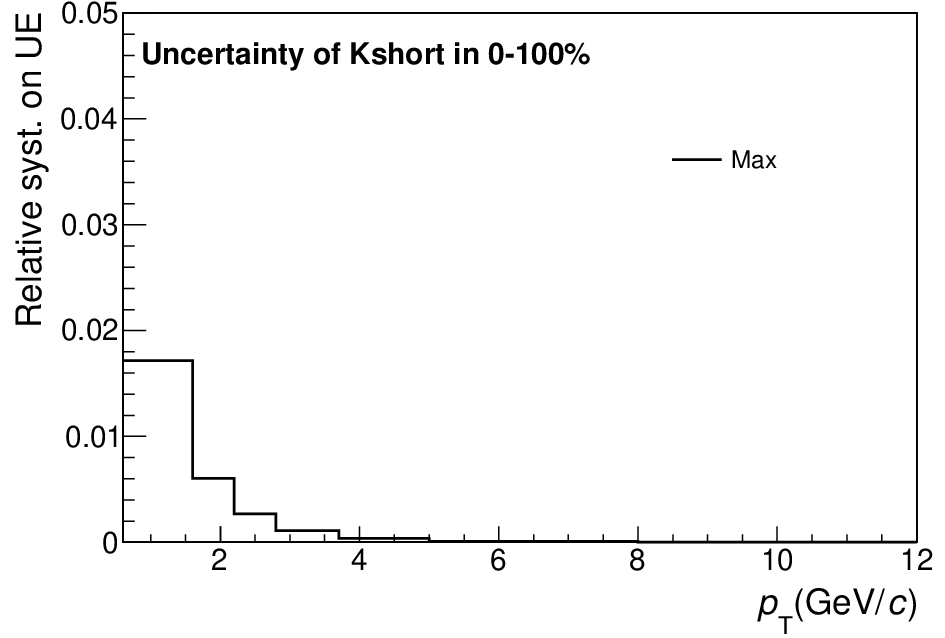 Relative syst. on UE
0.05
0.04
0.03
0.02
0.01
0
Uncertainty of Kshort in 0-100%
Max
2 4 6 8 10 12
pT(GeV/c)